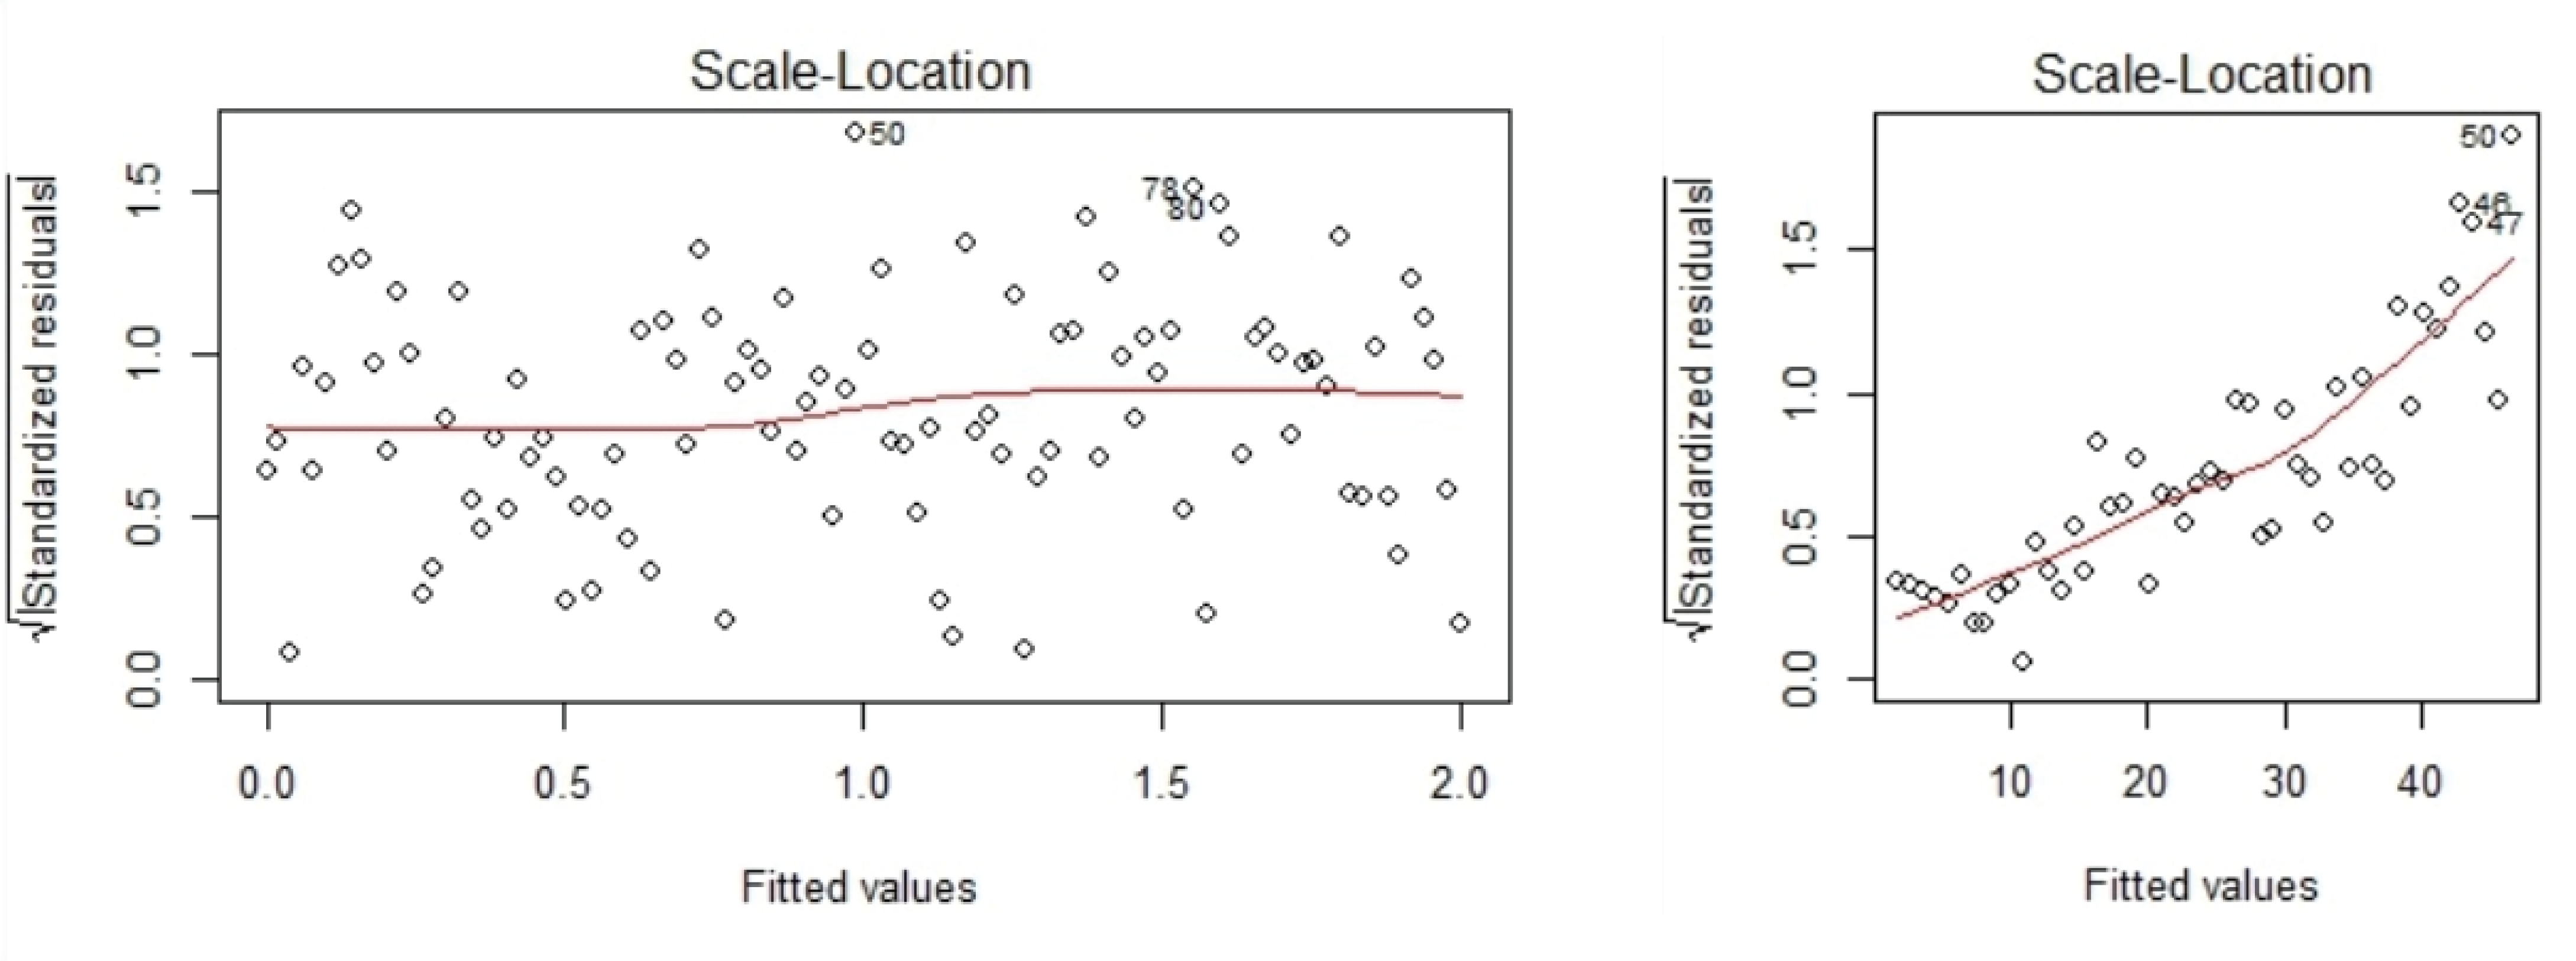 Scale-Location
√|Standardized residuals|
1.5
1.0
0.5
0.0
50
78
80
0.0 0.5 1.0 1.5 2.0
Fitted values
Scale-Location
√|Standardized residuals|
1.5
1.0
0.5
0.0
50
46
47
10 20 30 40
Fitted values